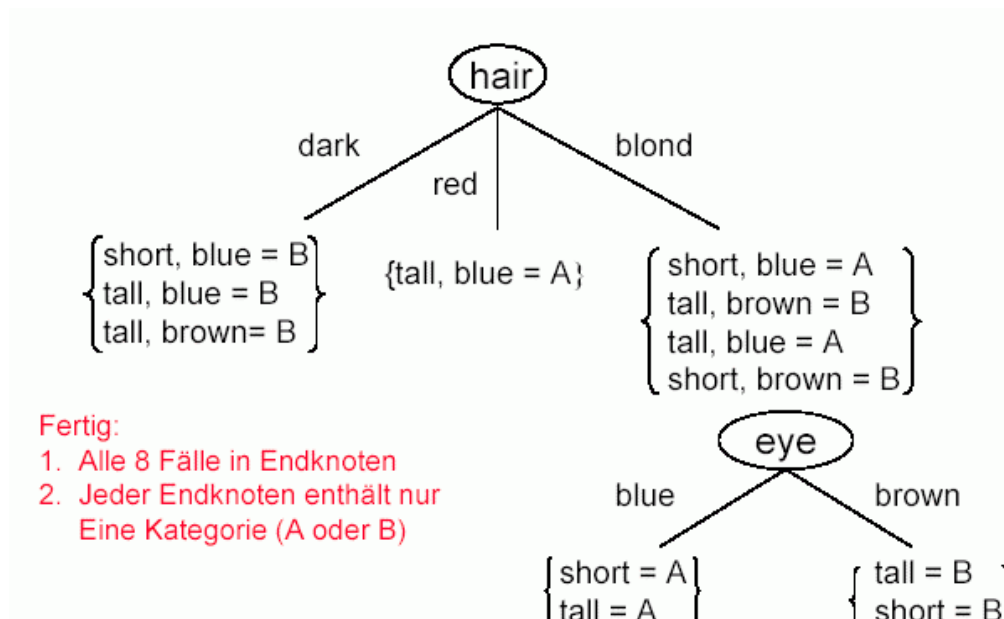 hair
dark
red
blond
{short, blue = B}
{tall, blue = B}
{tall, brown= B}
{tall, blue = A}
short, blue = A
tall, brown = B
tall, blue = A
short, brown = B
Fertig:
1. Alle 8 Fälle in Endknoten
2. Jeder Endknoten enthält nur
Eine Kategorie (A oder B)
eye
blue
brown
short = A
tall = A
tall = B
short = B